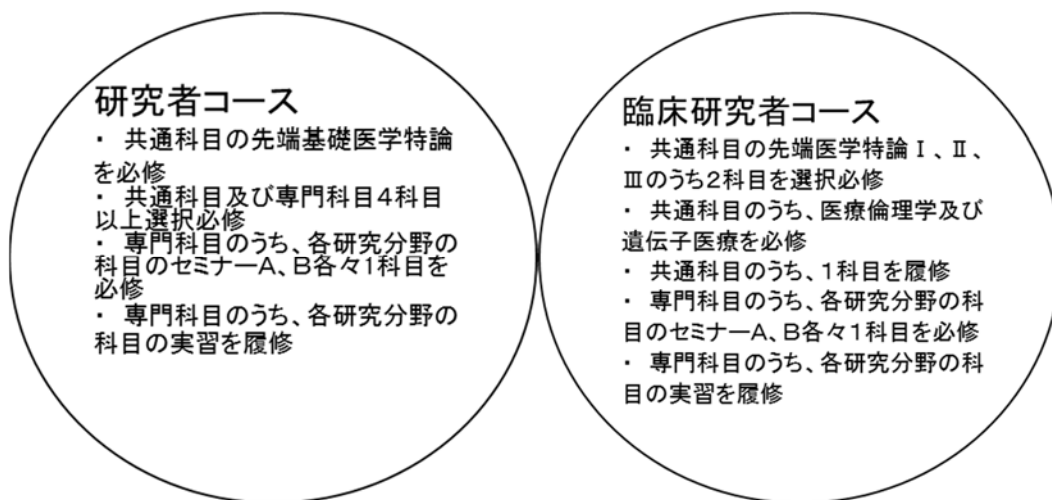 研究者コース
・ 共通科目の先端基礎医学特論
を必修
・ 共通科目及び専門科目4科目
以上選択必修
・ 専門科目のうち、各研究分野の
科目のセミナーA、B各々1科目を
必修
・ 専門科目のうち、各研究分野の
科目の実習を履修
臨床研究者コース
・ 共通科目の先端医学特論Ⅰ、Ⅱ、
Ⅲのうち2科目を選択必修
・ 共通科目のうち、医療倫理学及び
遺伝子医療を必修
・ 共通科目のうち、1科目を履修
・ 専門科目のうち、各研究分野の科
目のセミナーA、B各々1科目を必修
・ 専門科目のうち、各研究分野の科
目の実習を履修